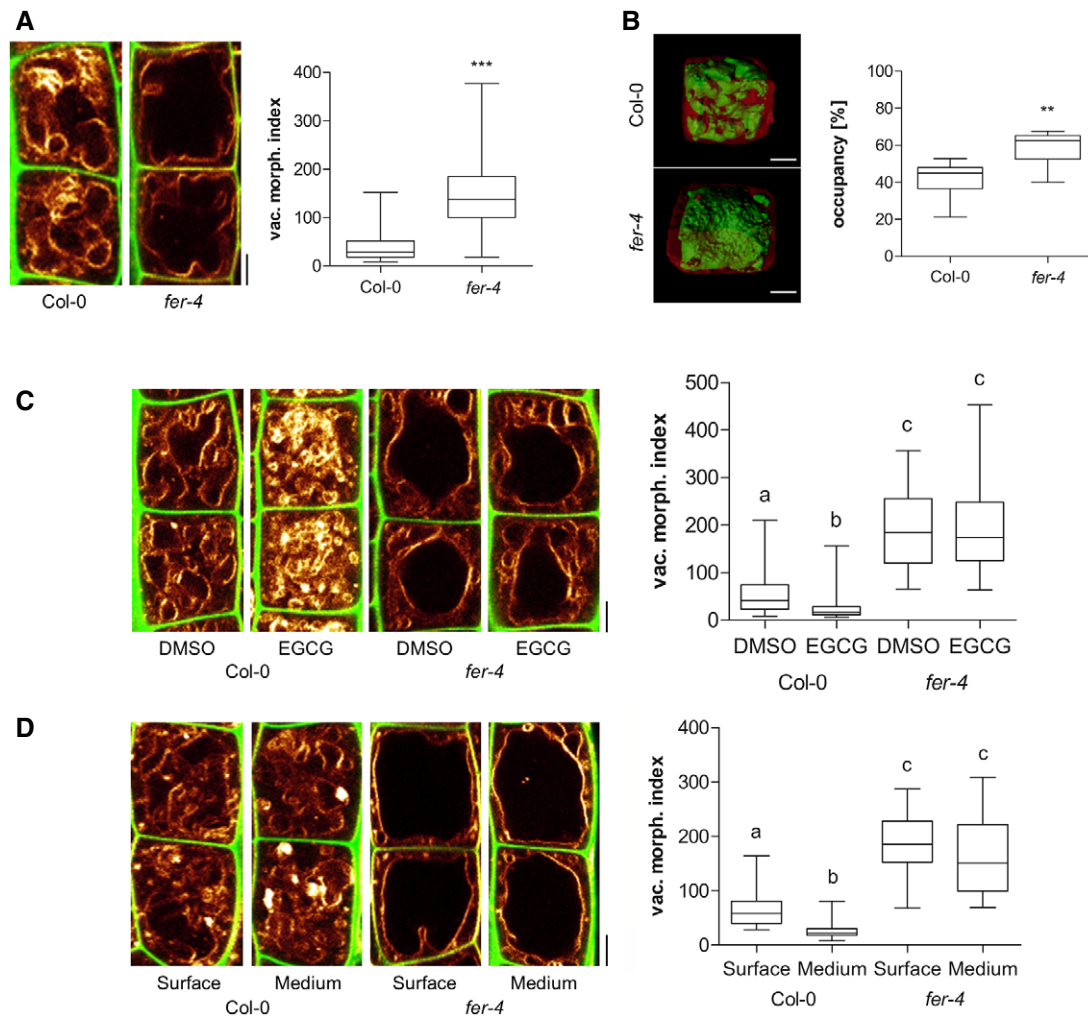 A
Col-0
fer-4
vac. morph. index
400
300
200
100
0
***
Col-0
fer-4
B
Col-0
fer-4
occupancy [%]
100
80
60
40
20
0
**
Col-0
fer-4
C
DMSO
EGCG
DMSO
EGCG
Col-0
fer-4
vac. morph. index
500
400
300
200
100
0
a
b
c
c
DMSO
EGCG
DMSO
EGCG
Col-0
fer-4
D
Surface
Medium
Surface
Medium
Col-0
fer-4
vac. morph. index
400
300
200
100
0
a
b
c
c
Surface
Medium
Surface
Medium
Col-0
fer-4